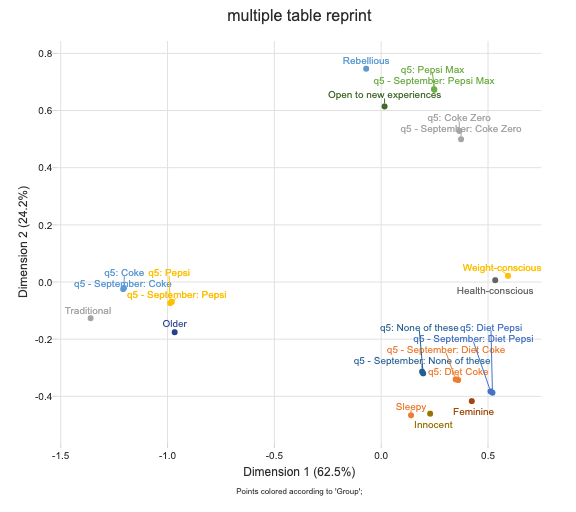 multiple table reprint
Dimension 2 (24.2%)
0.8
0.6
0.4
0.2
0.0
-0.2
-0.4
Rebellious
q5: Pepsi Max
q5 - September: Pepsi Max
Open to new experiences
q5: Coke Zero
q5 - September: Coke Zero
Weight-conscious
q5: Coke
q5: Pepsi
q5 - September: Coke
q5 - September: Pepsi
Health-conscious
Traditional
Older
q5: None of these
q5: Diet Pepsi
q5 - September: Diet Pepsi
q5 - September: Diet Coke
q5 - September: None of these
q5: Diet Coke
Sleepy
Feminine
Innocent
-1.5
-1.0
-0.5
0.0
0.5
Dimension 1 (62.5%)
Points colored according to 'Group';